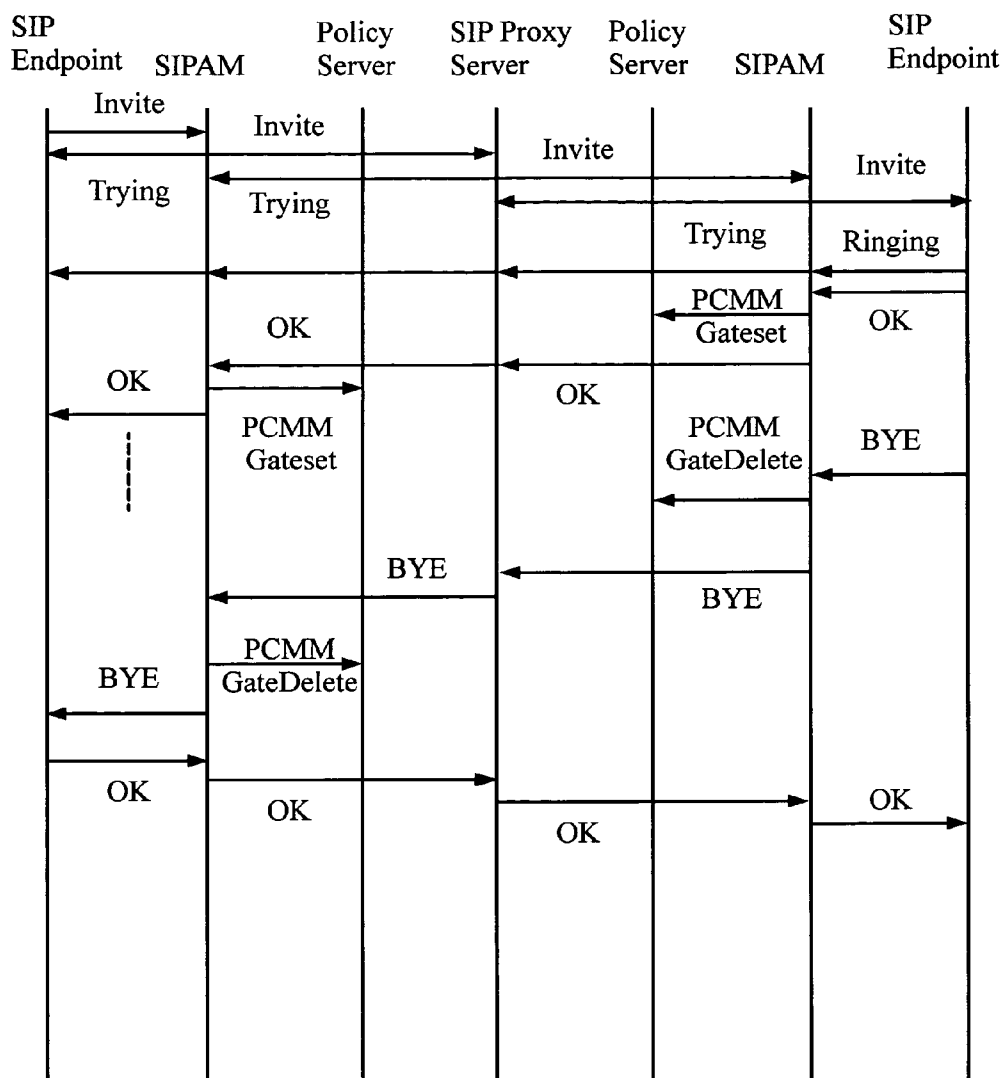 SIP
Endpoint
SIPAM
Policy
Server
SIP Proxy
Server
Policy
Server
SIPAM
SIP
Endpoint
Invite
Invite
Invite
Invite
Trying
Trying
Trying
Ringing
PCMM
Gateset
OK
OK
OK
OK
PCMM
Gateset
PCMM
GateDelete
BYE
BYE
BYE
PCMM
GateDelete
BYE
OK
OK
OK
OK